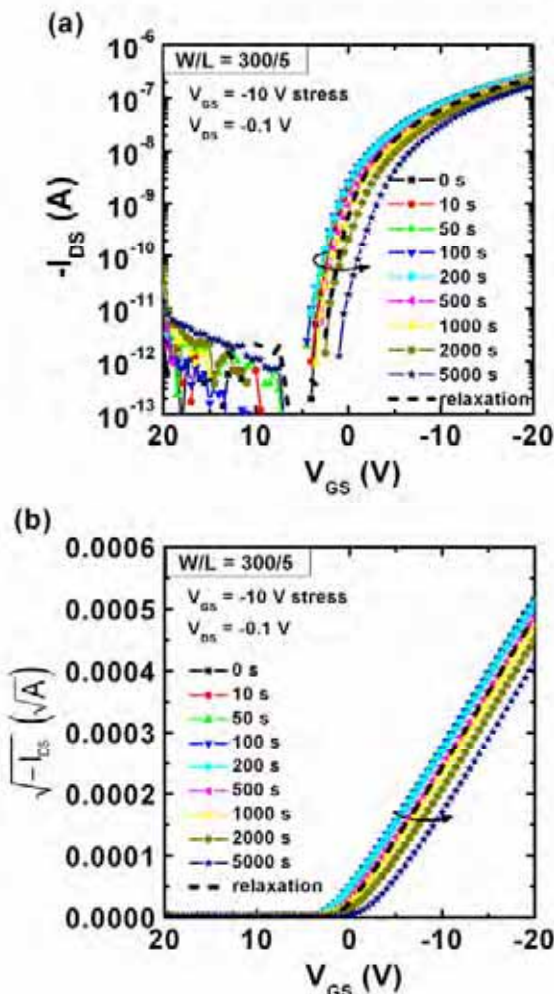 (a)
10⁻⁶
10⁻⁷
10⁻⁸
10⁻⁹
10⁻¹⁰
10⁻¹¹
10⁻¹²
10⁻¹³
-I_DS (A)
W/L = 300/5
V_GS = -10 V stress
V_DS = -0.1 V
0 s
10 s
50 s
100 s
200 s
500 s
1000 s
2000 s
5000 s
relaxation
20 10 0 -10 -20
V_GS (V)
(b)
0.0006
0.0005
0.0004
0.0003
0.0002
0.0001
0.0000
√-I_DS (√A)
W/L = 300/5
V_GS = -10 V stress
V_DS = -0.1 V
0 s
10 s
50 s
100 s
200 s
500 s
1000 s
2000 s
5000 s
relaxation
20 10 0 -10 -20
V_GS (V)